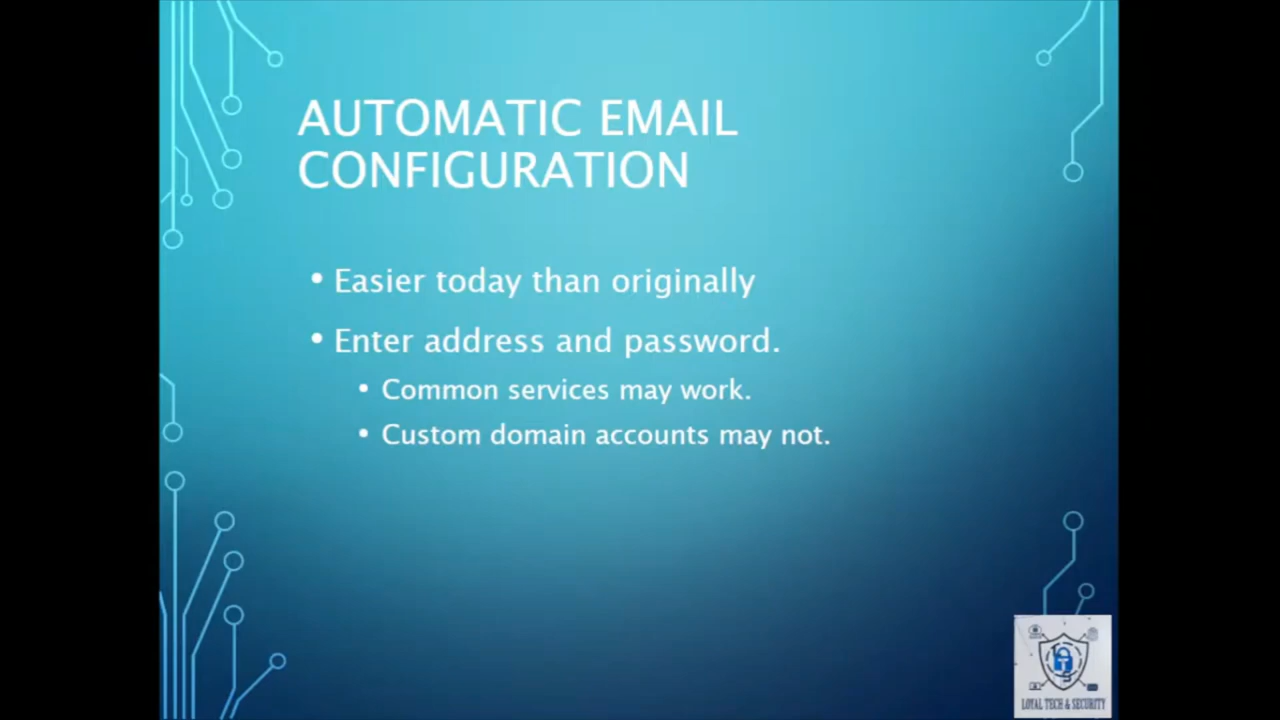 AUTOMATIC EMAIL
CONFIGURATION
• Easier today than originally
• Enter address and password.
• Common services may work.
• Custom domain accounts may not.
LOYAL TECH & SECURITY